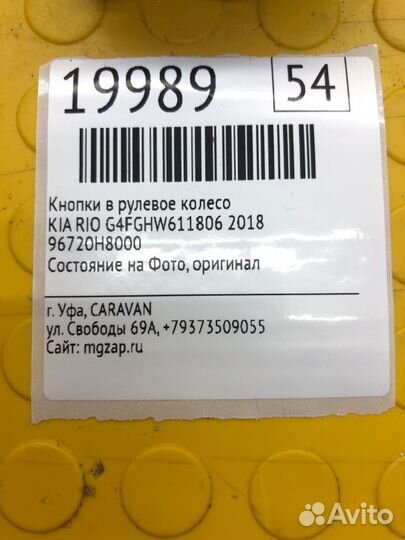 19989 54
Кнопки в рулевое колесо
KIA RIO G4FGHW611806 2018
96720H8000
Состояние на Фото, оригинал
г. Уфа, CARAVAN
ул. Свободы 69А, +79373509055
Сайт: mgzap.ru
Avito